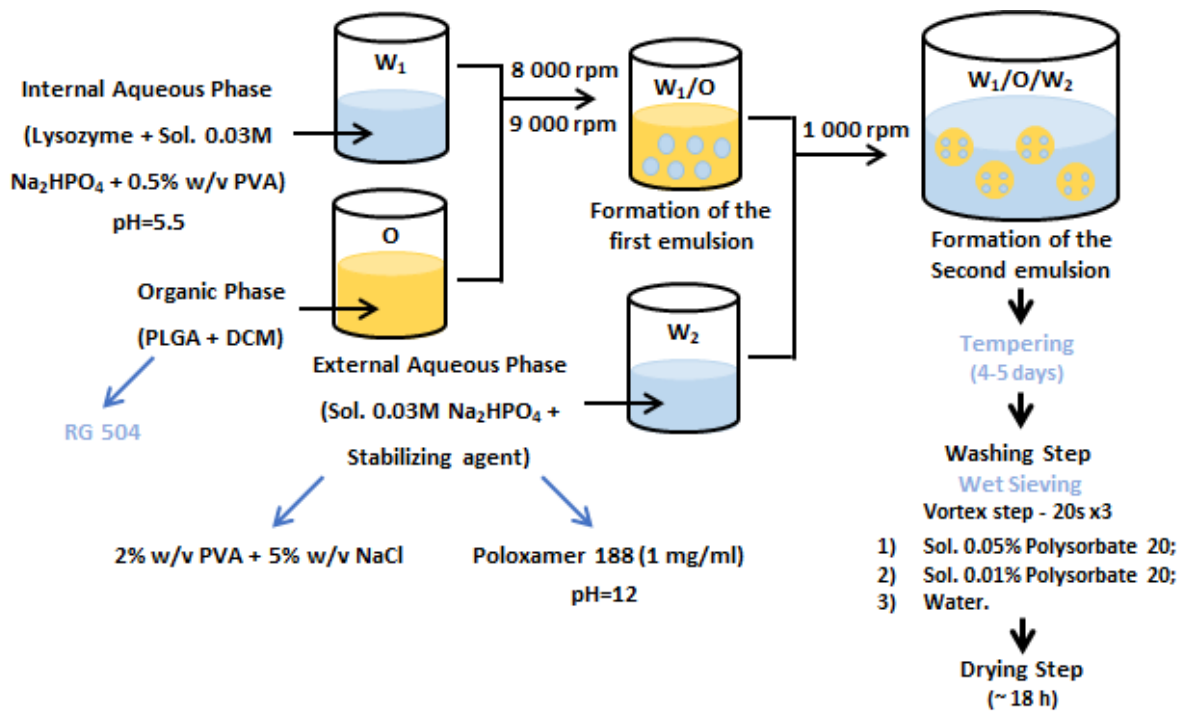 W₁
Internal Aqueous Phase
(Lysozyme + Sol. 0.03M
Na₂HPO₄ + 0.5% w/v PVA)
pH=5.5
8 000 rpm
9 000 rpm
W₁/O
Formation of the
first emulsion
1 000 rpm
W₁/O/W₂
Formation of the
Second emulsion
O
Organic Phase
(PLGA + DCM)
RG 504
W₂
External Aqueous Phase
(Sol. 0.03M Na₂HPO₄ +
Stabilizing agent)
2% w/v PVA + 5% w/v NaCl
Poloxamer 188 (1 mg/ml)
pH=12
Tempering
(4-5 days)
Washing Step
Wet Sieving
Vortex step - 20s x3
1) Sol. 0.05% Polysorbate 20;
2) Sol. 0.01% Polysorbate 20;
3) Water.
Drying Step
(~ 18 h)